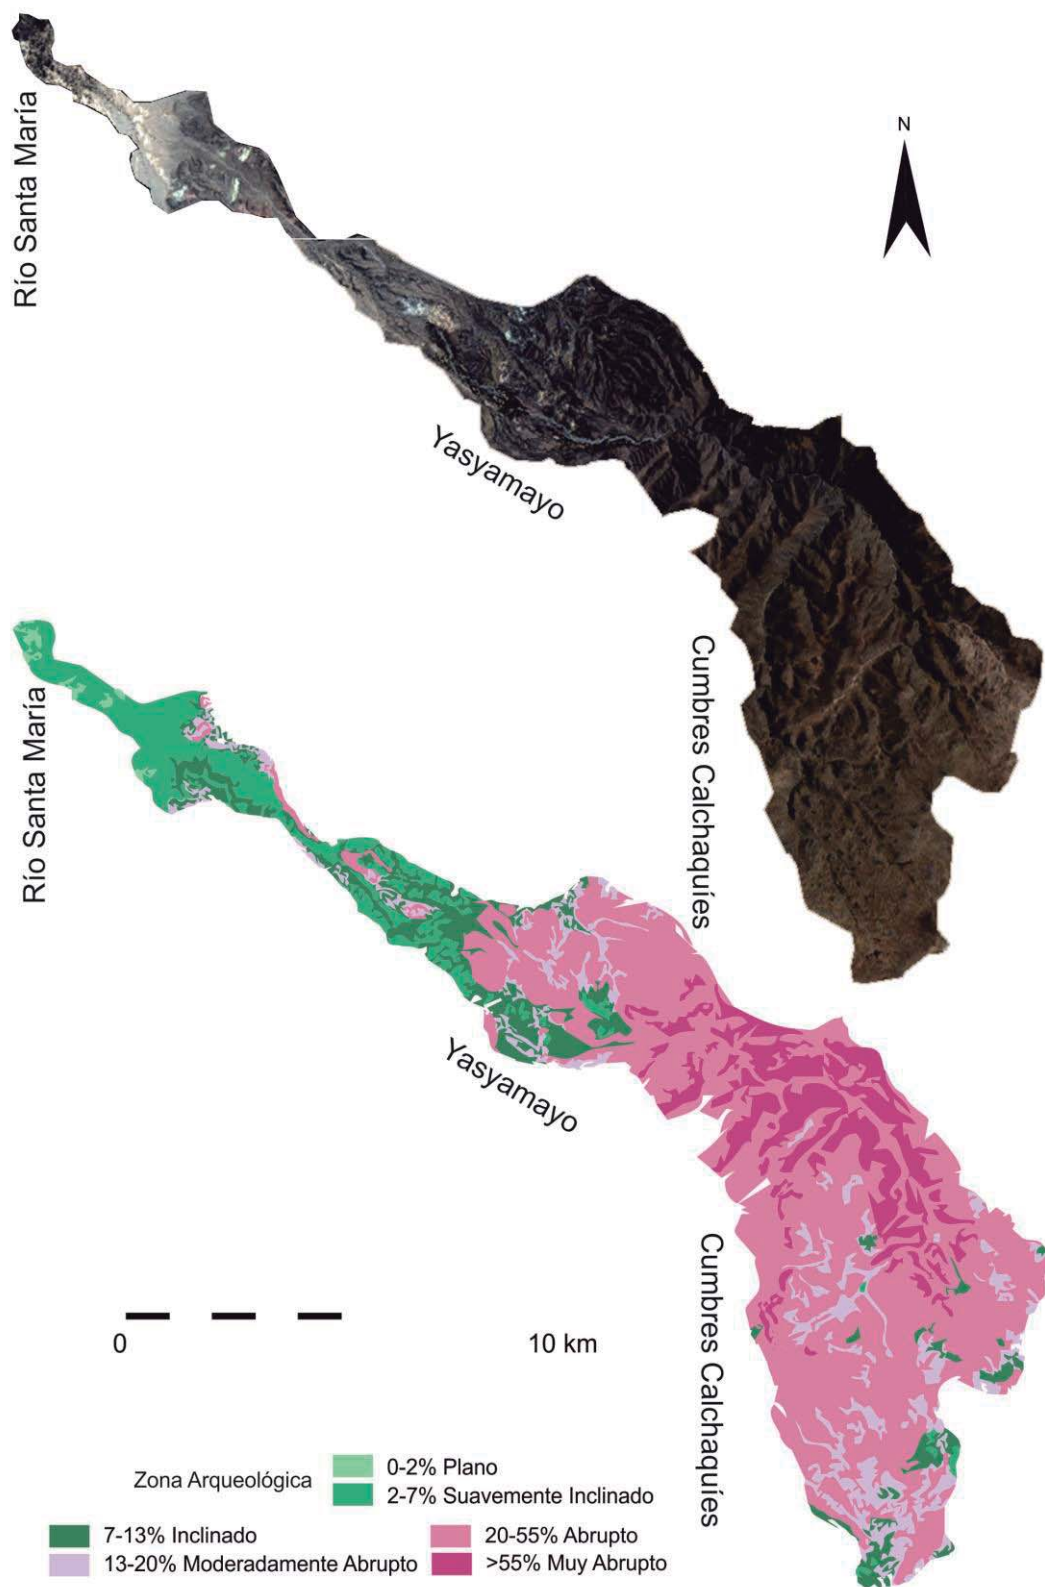 N
Río Santa María
Yasyamayo
Cumbres Calchaquíes
Río Santa María
Yasyamayo
Cumbres Calchaquíes
0
10 km
Zona Arqueológica
0-2% Plano
2-7% Suavemente Inclinado
7-13% Inclinado
20-55% Abrupto
13-20% Moderadamente Abrupto
>55% Muy Abrupto